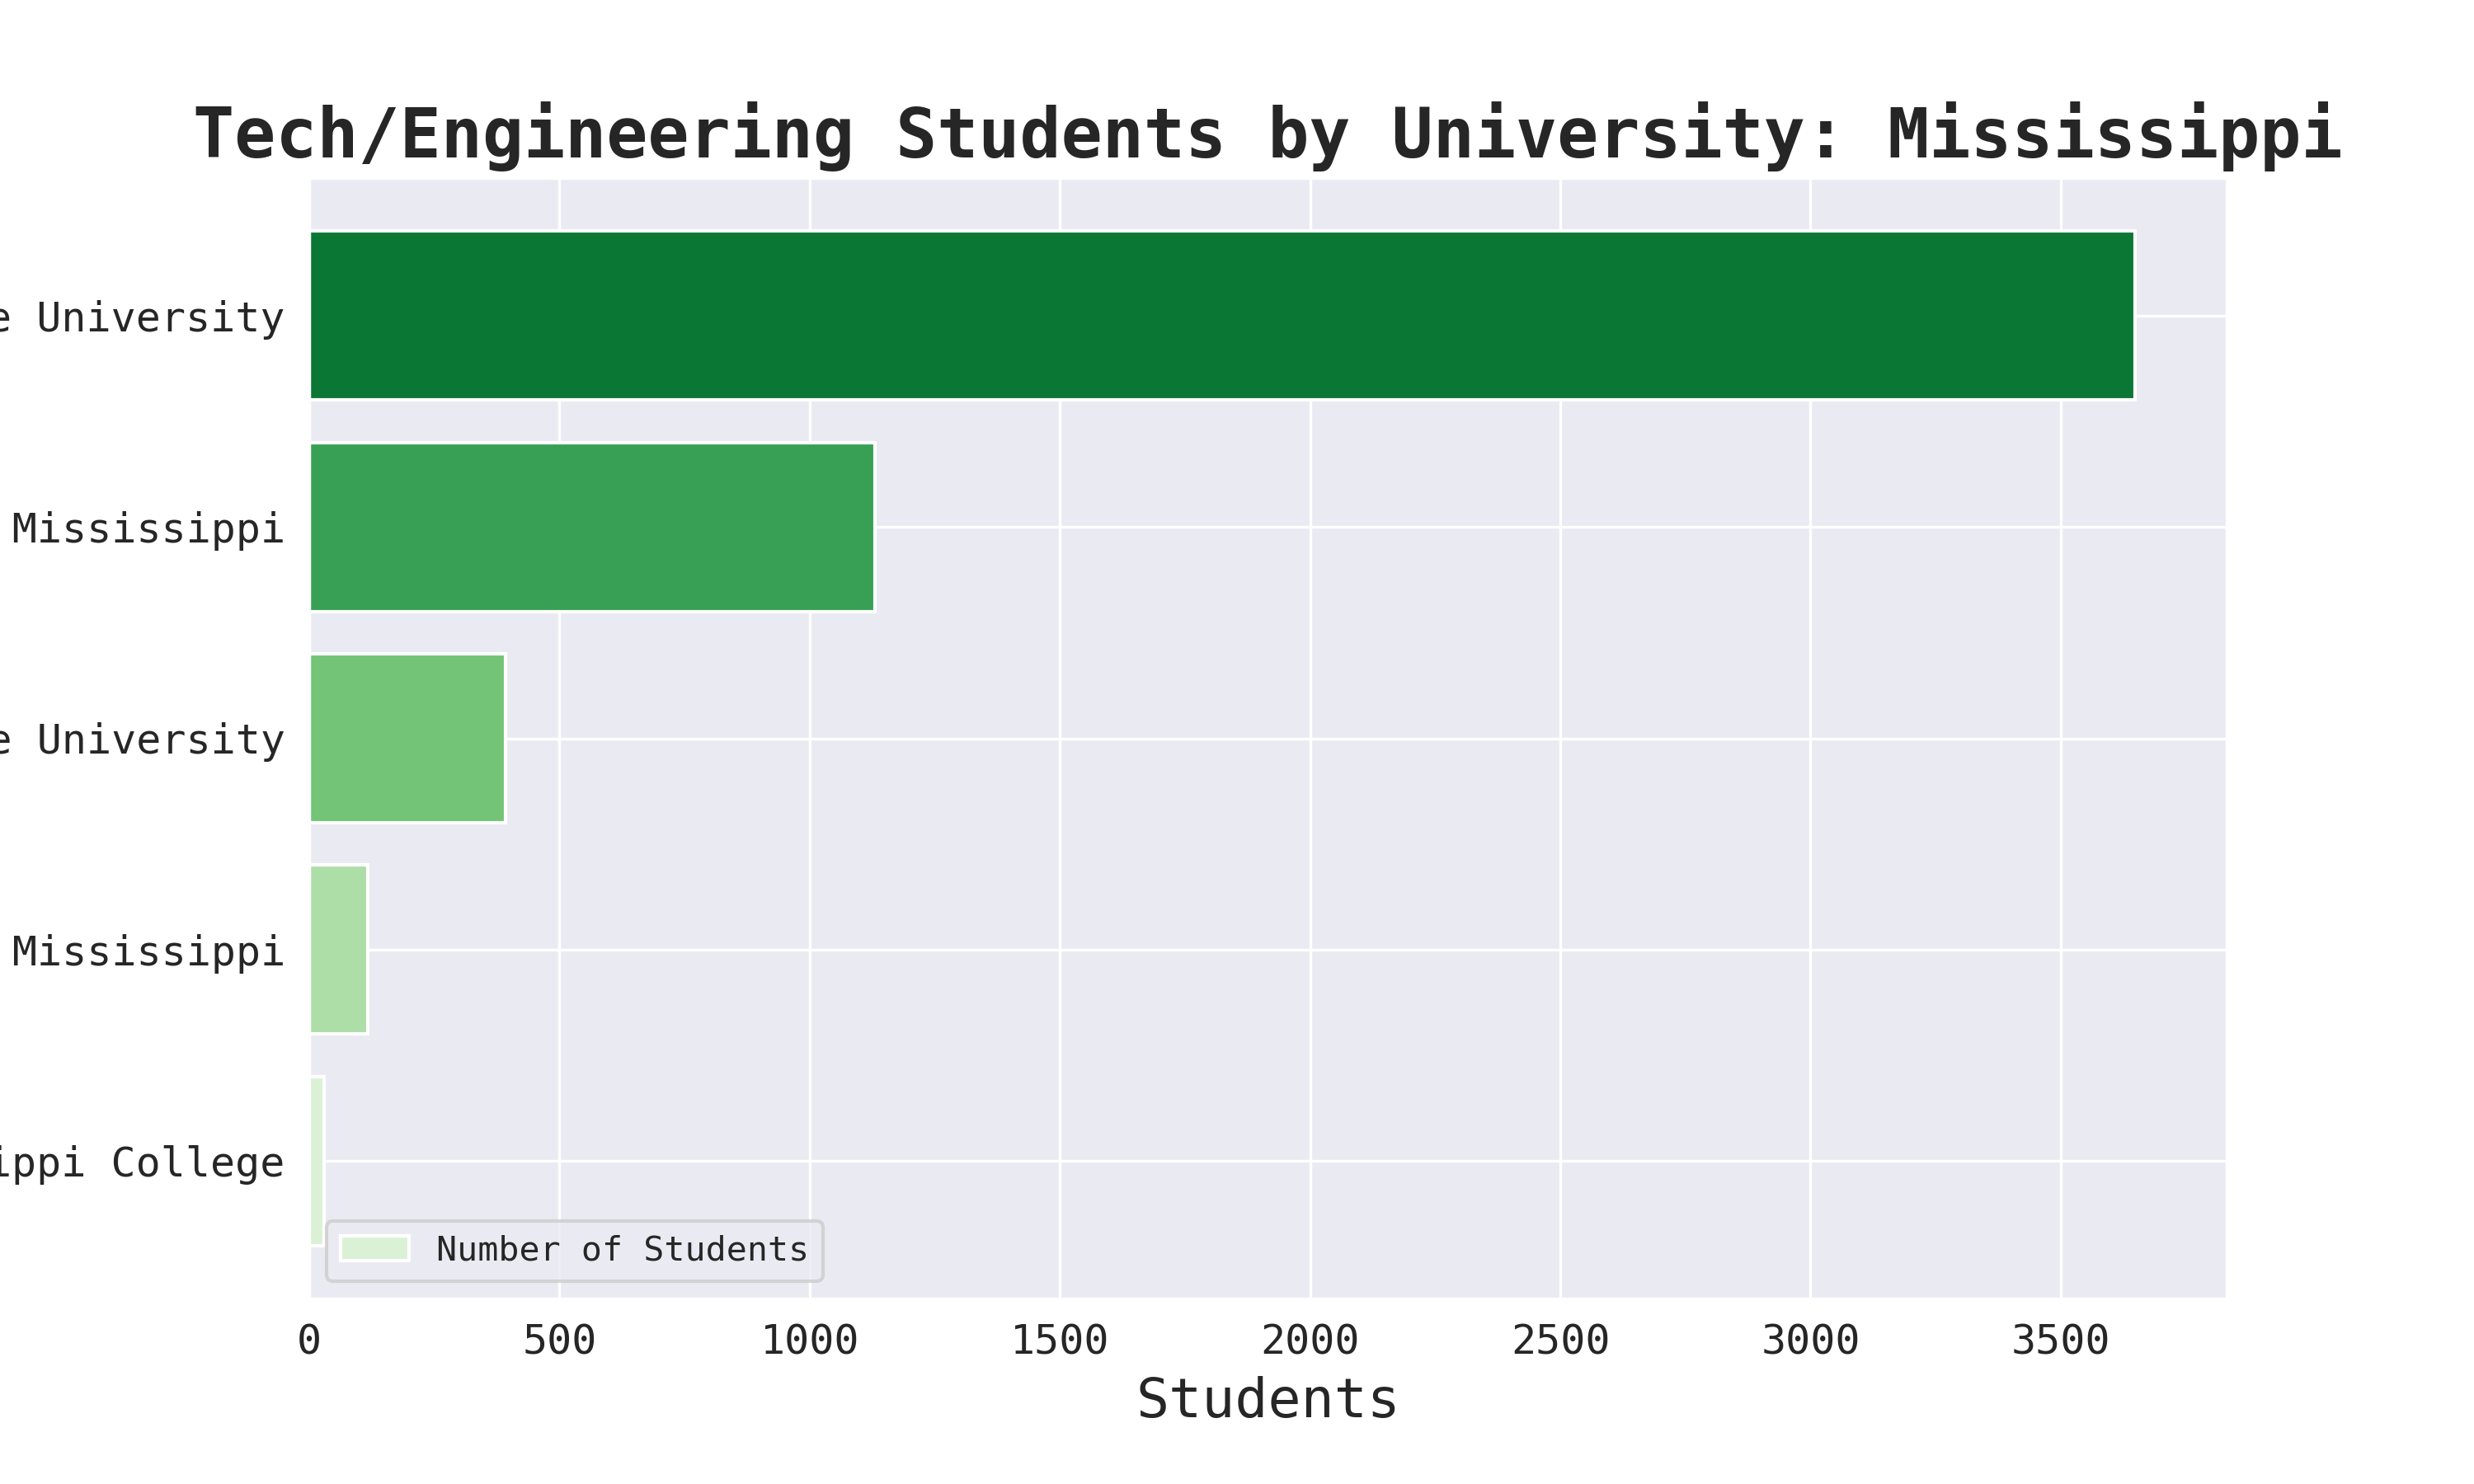 Tech/Engineering Students by University: Mississippi
e University
Mississippi
e University
Mississippi
ippi College
Number of Students
0 500 1000 1500 2000 2500 3000 3500
Students